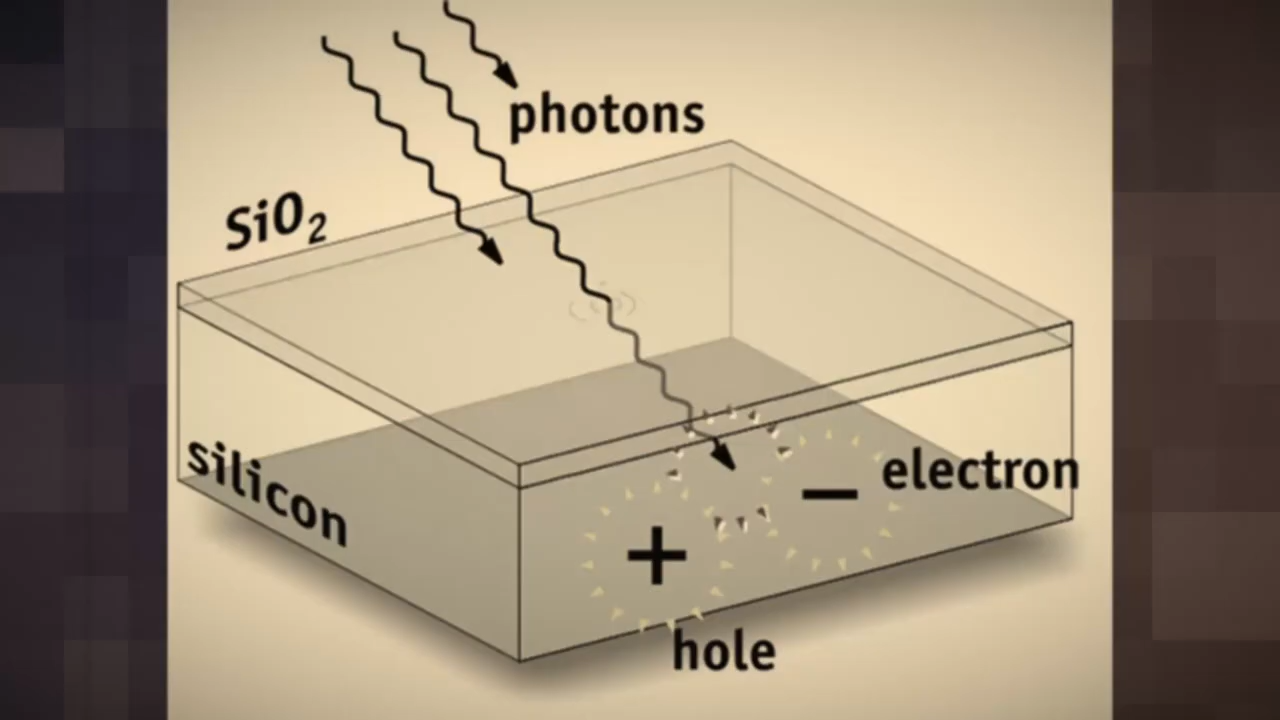 photons
SiO₂
silicon
electron
+
−
hole